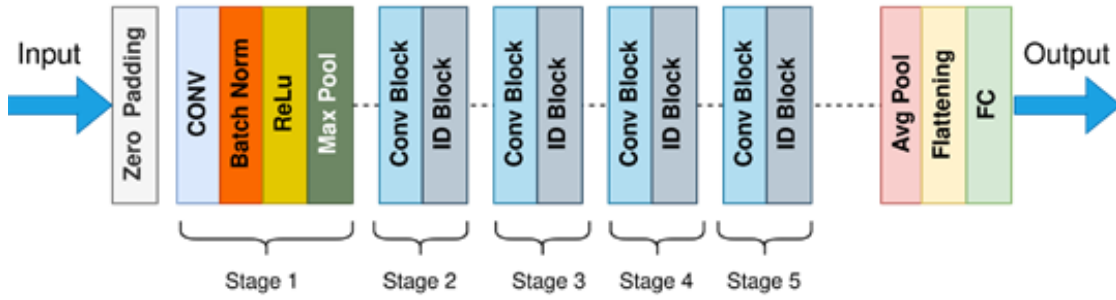 Input
Zero Padding
CONV
Batch Norm
ReLu
Max Pool
Conv Block
ID Block
Conv Block
ID Block
Conv Block
ID Block
Conv Block
ID Block
Avg Pool
Flattening
FC
Output
Stage 1
Stage 2
Stage 3
Stage 4
Stage 5